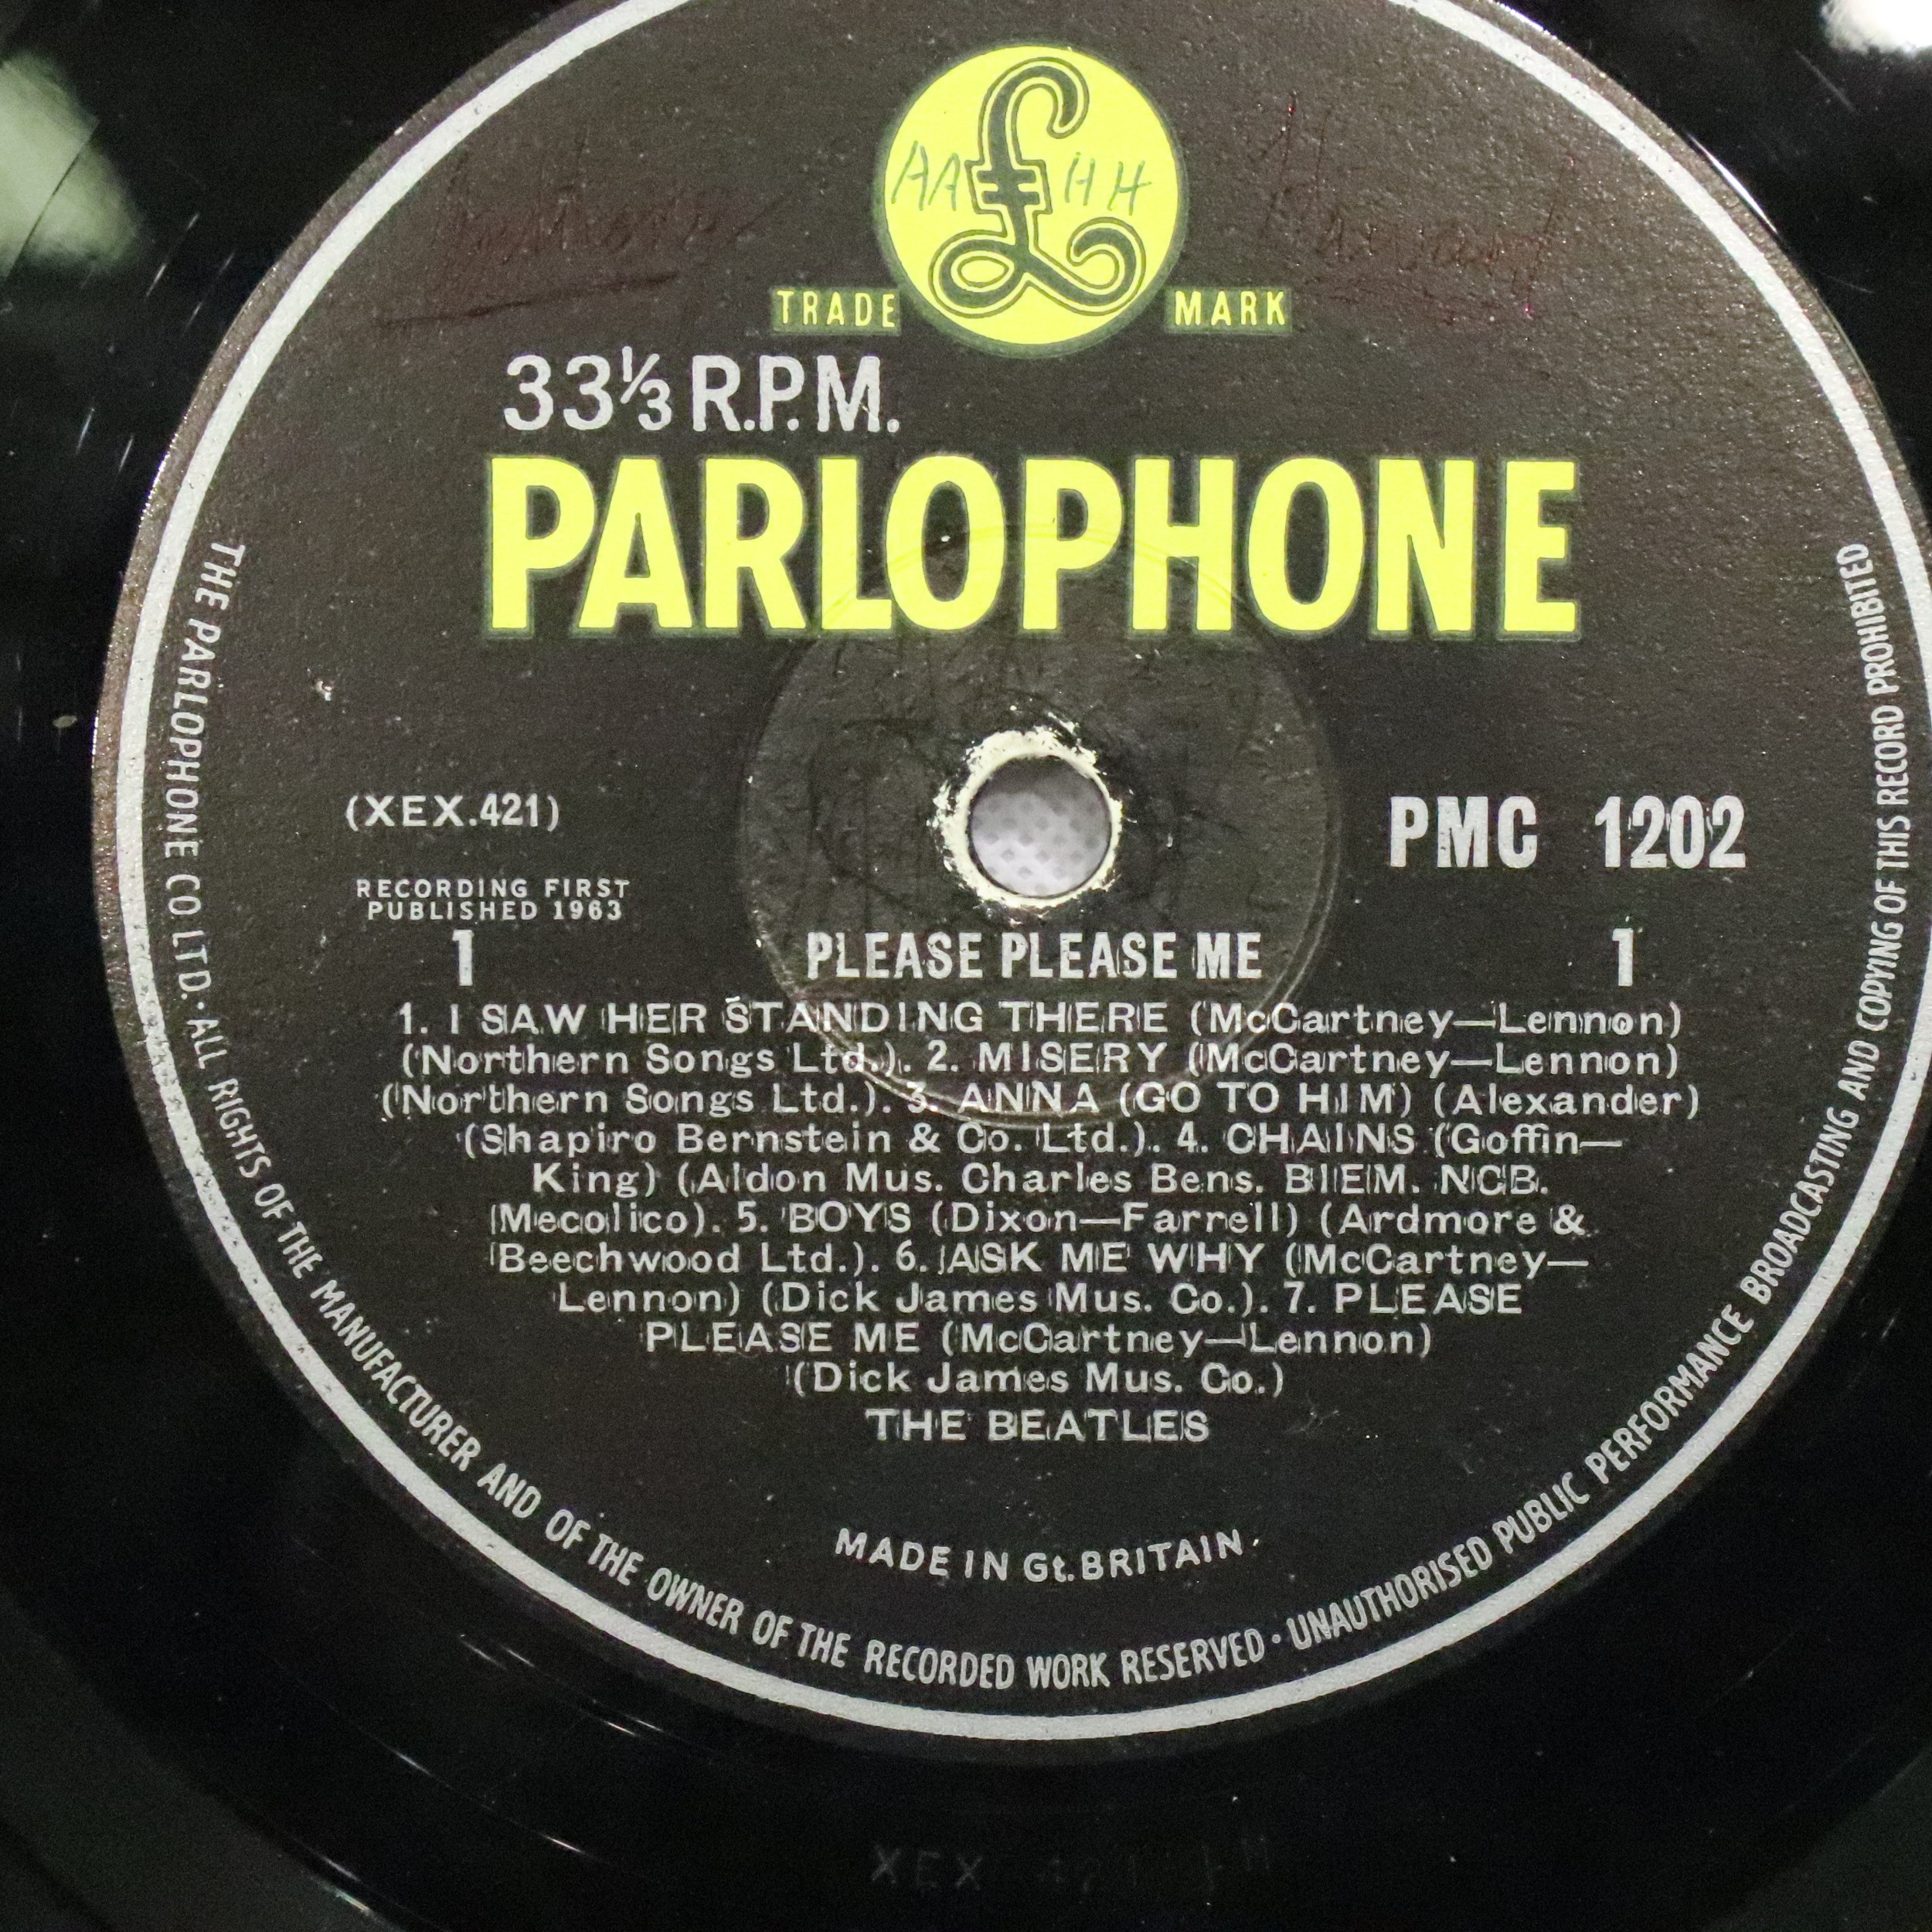 AA £ HH
TRADE MARK
33⅓ R.P.M.
PARLOPHONE
(XEX.421)
PMC 1202
RECORDING FIRST
PUBLISHED 1963
1 PLEASE PLEASE ME 1
1. I SAW HER STANDING THERE (McCartney—Lennon)
(Northern Songs Ltd.). 2. MISERY (McCartney—Lennon)
(Northern Songs Ltd.). 3. ANNA (GO TO HIM) (Alexander)
(Shapiro Bernstein & Co. Ltd.). 4. CHAINS (Goffin—
King) (Aldon Mus. Charles Bens. BIEM. NCB.
Mecolico). 5. BOYS (Dixon—Farrell) (Ardmore &
Beechwood Ltd.). 6. ASK ME WHY (McCartney—
Lennon) (Dick James Mus. Co.). 7. PLEASE
PLEASE ME (McCartney—Lennon)
(Dick James Mus. Co.)
THE BEATLES
MADE IN Gt. BRITAIN
THE PARLOPHONE CO LTD. · ALL RIGHTS OF THE MANUFACTURER AND OF THE OWNER OF THE RECORDED WORK RESERVED · UNAUTHORISED PUBLIC PERFORMANCE BROADCASTING AND COPYING OF THIS RECORD PROHIBITED
XEX